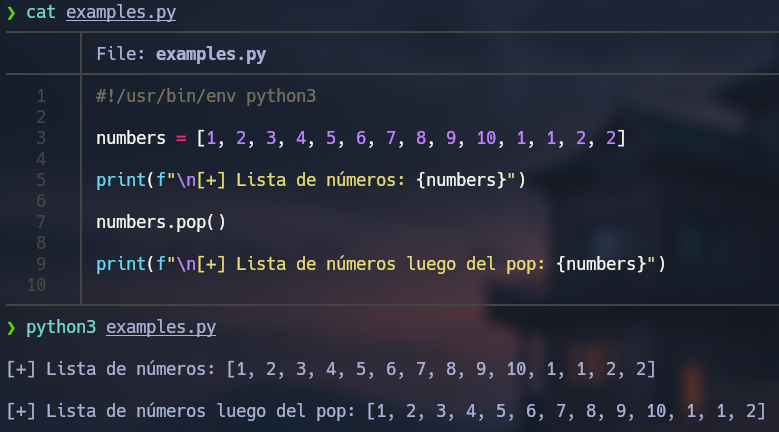 ❯ cat examples.py
File: examples.py
1 #!/usr/bin/env python3
2
3 numbers = [1, 2, 3, 4, 5, 6, 7, 8, 9, 10, 1, 1, 2, 2]
4
5 print(f"\n[+] Lista de números: {numbers}")
6
7 numbers.pop()
8
9 print(f"\n[+] Lista de números luego del pop: {numbers}")
10
❯ python3 examples.py
[+] Lista de números: [1, 2, 3, 4, 5, 6, 7, 8, 9, 10, 1, 1, 2, 2]
[+] Lista de números luego del pop: [1, 2, 3, 4, 5, 6, 7, 8, 9, 10, 1, 1, 2]